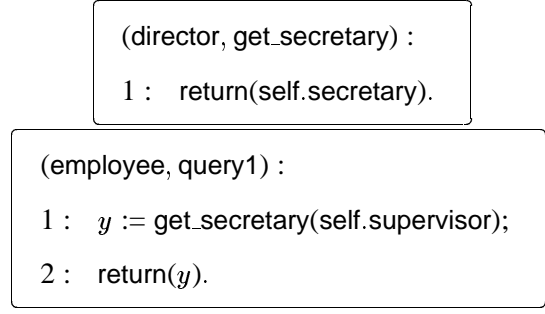 (director, get_secretary) :
1 : return(self.secretary).
(employee, query1) :
1 : y := get_secretary(self.supervisor);
2 : return(y).